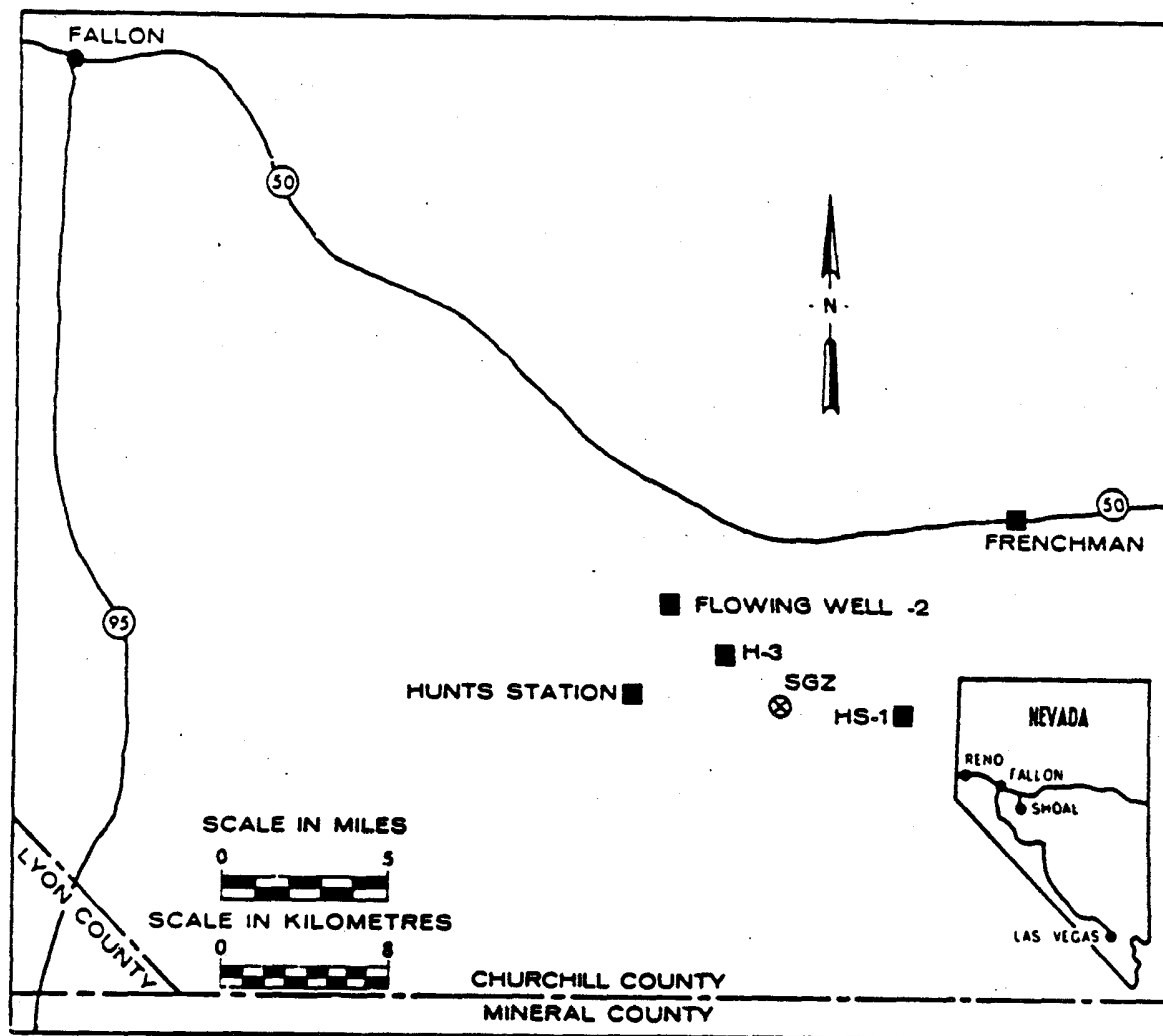 FALLON
50
- N -
50
FRENCHMAN
FLOWING WELL -2
95
H-3
HUNTS STATION
SGZ
HS-1
NEVADA
RENO
FALLON
SHOAL
LAS VEGAS
SCALE IN MILES
0 5
SCALE IN KILOMETRES
0 8
LYON COUNTY
CHURCHILL COUNTY
MINERAL COUNTY